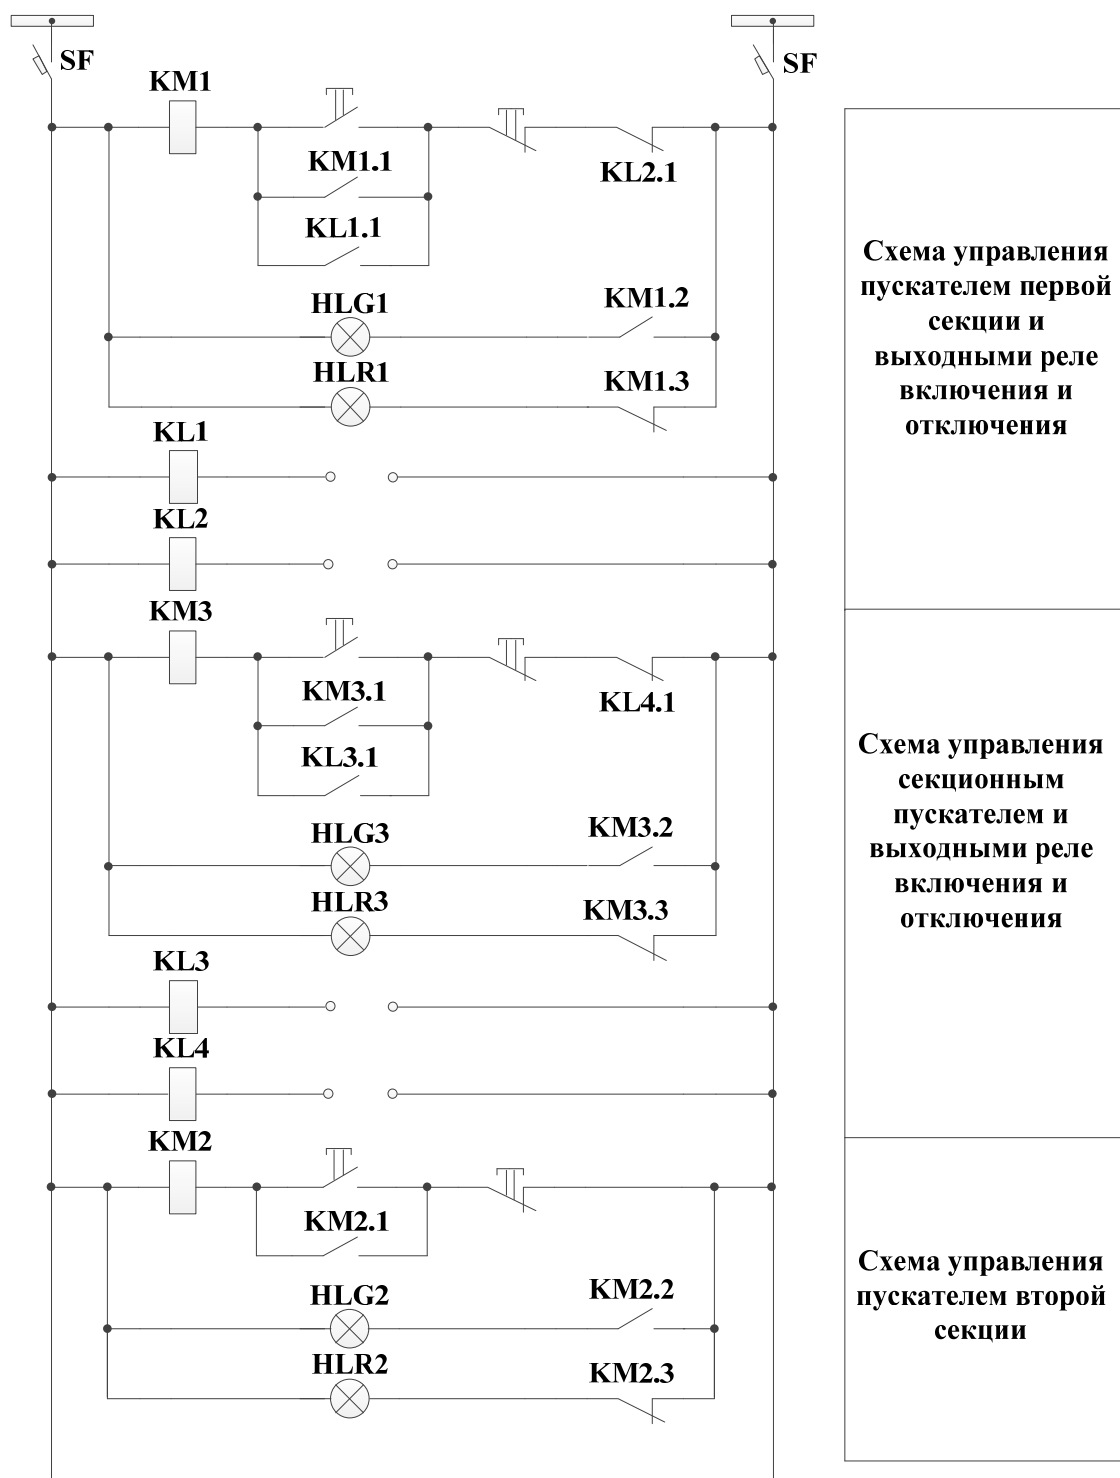 SF
SF
KM1
KM1.1
KL2.1
KL1.1
HLG1
KM1.2
HLR1
KM1.3
KL1
KL2
Схема управления
пускателем первой
секции и
выходными реле
включения и
отключения
KM3
KM3.1
KL4.1
KL3.1
HLG3
KM3.2
HLR3
KM3.3
KL3
KL4
Схема управления
секционным
пускателем и
выходными реле
включения и
отключения
KM2
KM2.1
HLG2
KM2.2
HLR2
KM2.3
Схема управления
пускателем второй
секции